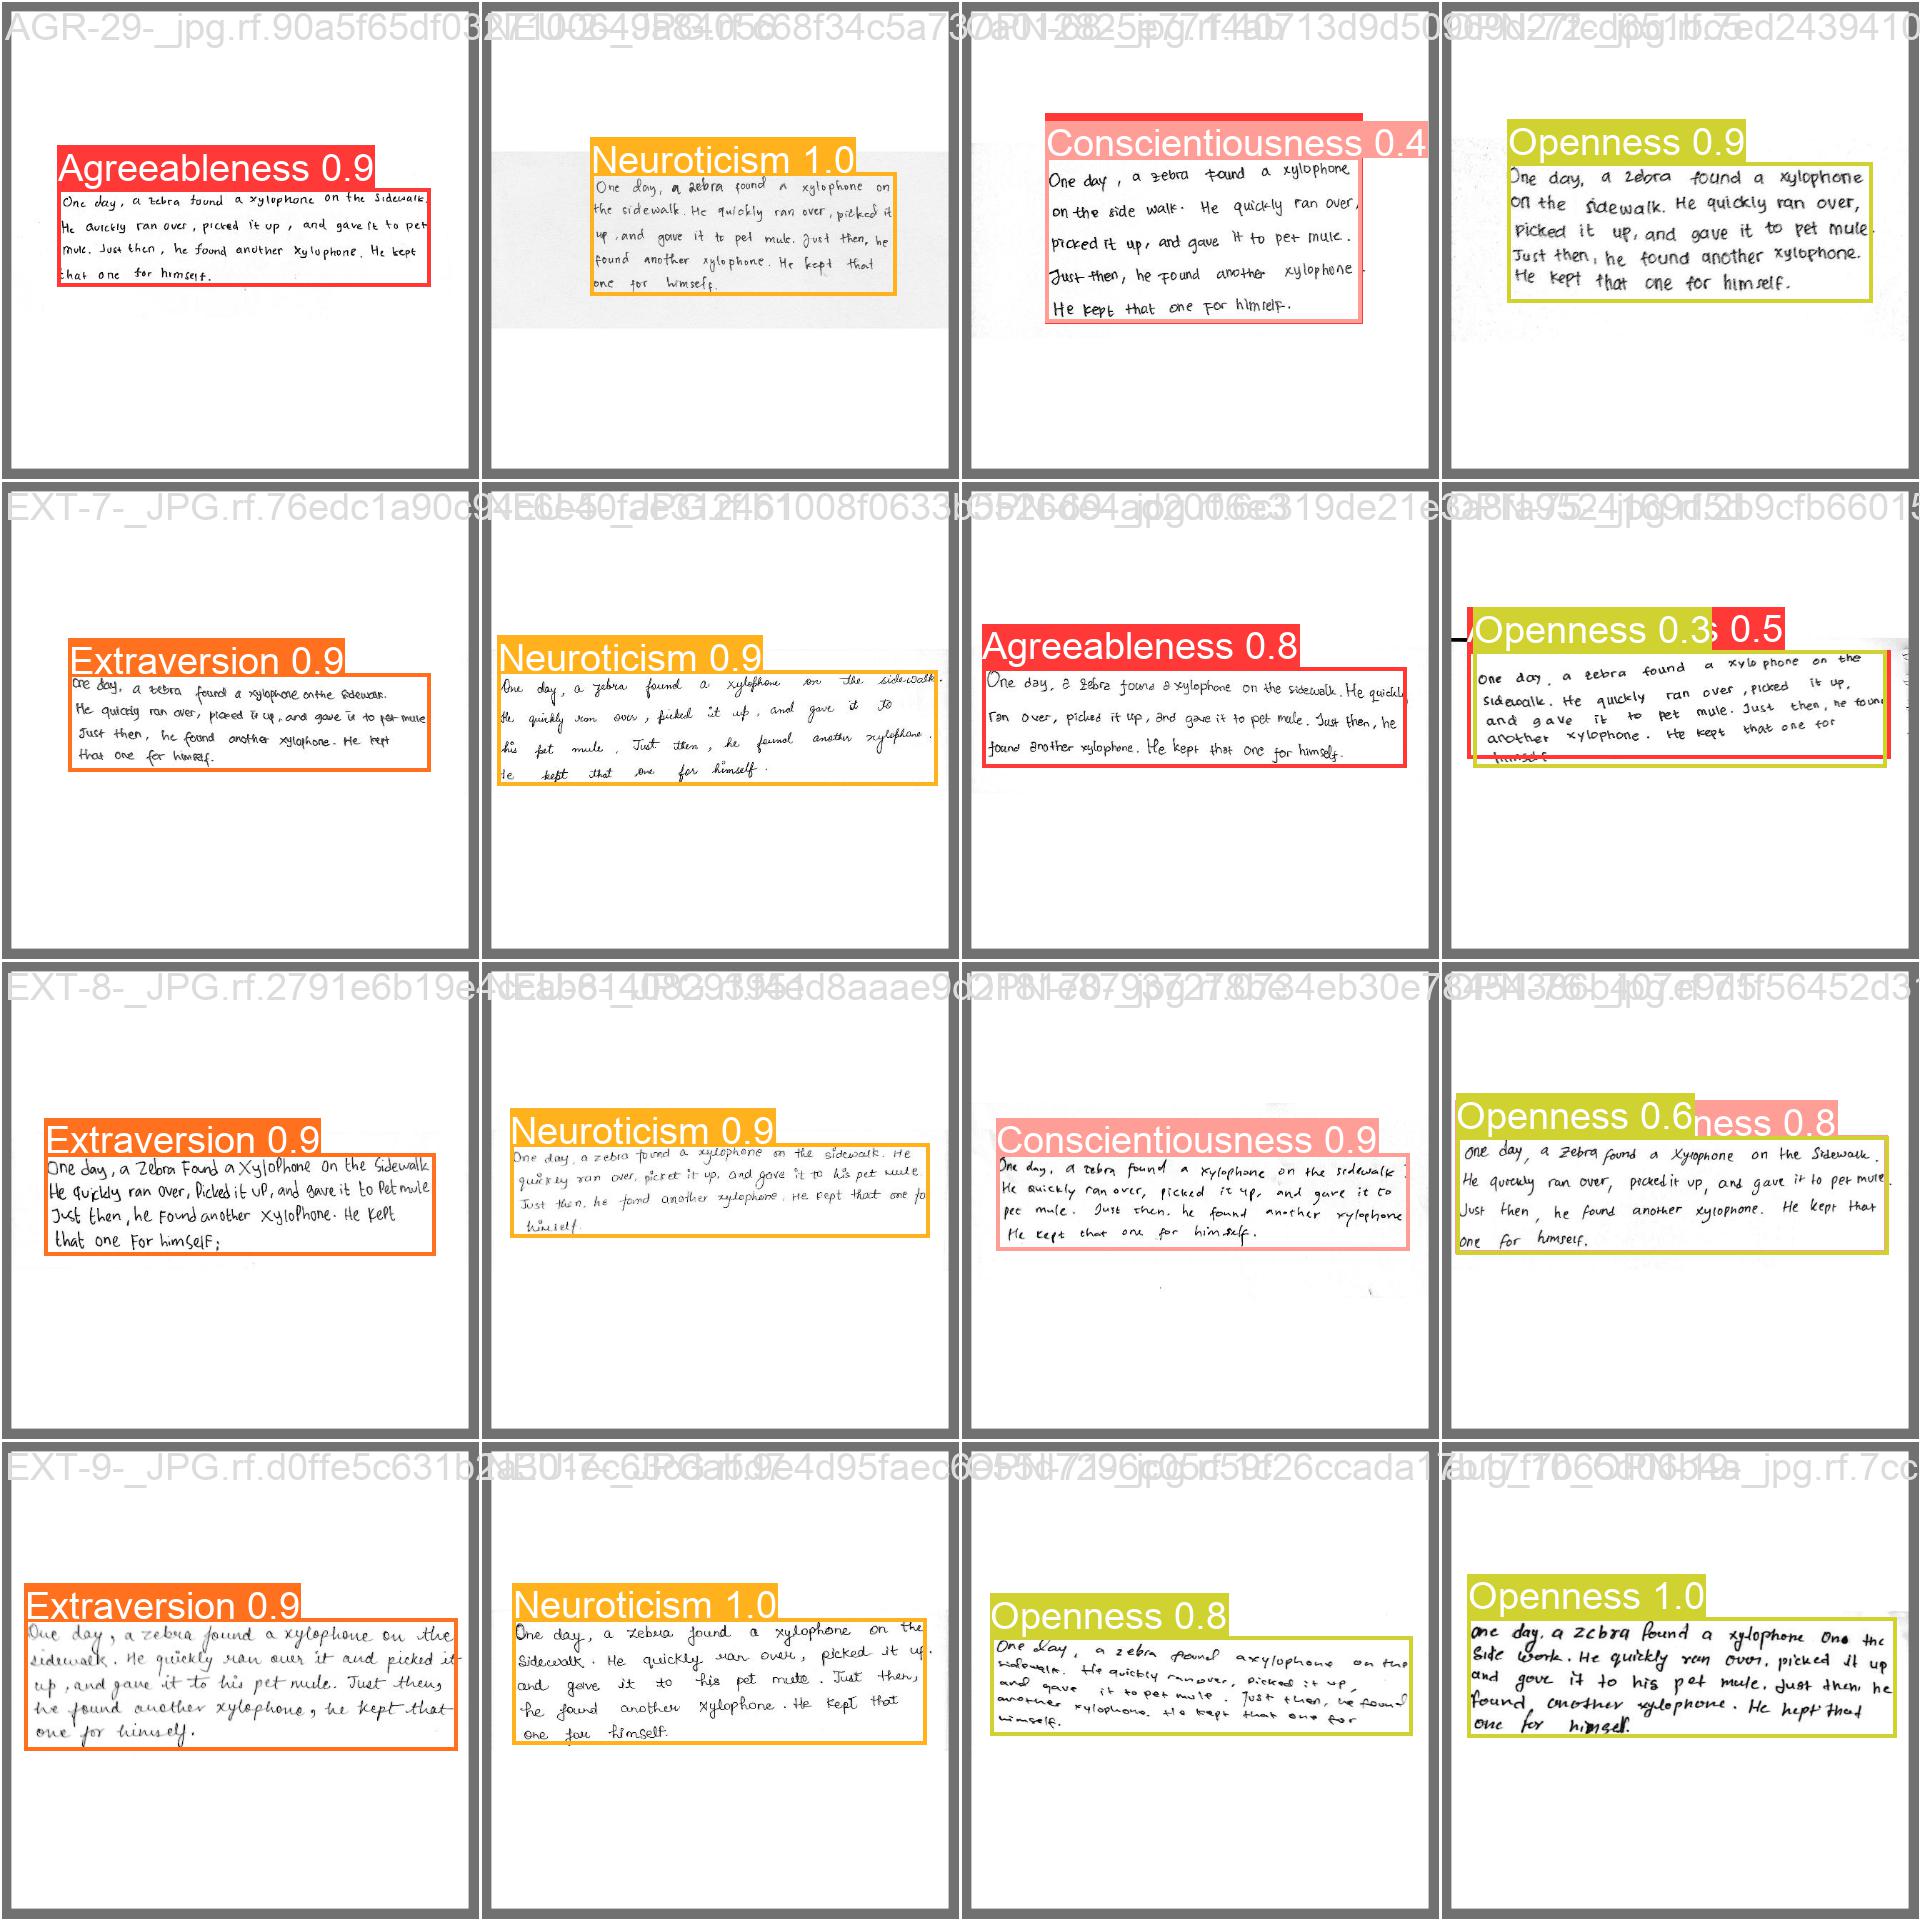 AGR-29-_jpg.rf.90a5f65df03
Agreeableness 0.9
One day, a zebra found a xylophone on the sidewalk.
He quickly ran over, picked it up, and gave it to pet
mule. Just then, he found another xylophone. He kept
that one for himself.
Neuroticism 1.0
One day, a zebra found a xylophone on
the sidewalk. He quickly ran over, picked it
up, and gave it to pet mule. Just then, he
found another xylophone. He kept that
one for himself.
Conscientiousness 0.4
One day, a zebra found a xylophone
on the side walk. He quickly ran over,
picked it up, and gave it to pet mule.
Just then, he found another xylophone.
He kept that one for himself.
Openness 0.9
One day, a zebra found a xylophone
on the sidewalk. He quickly ran over,
picked it up, and gave it to pet mule.
Just then, he found another xylophone.
He kept that one for himself.
EXT-7-_JPG.rf.76edc1a90c
Extraversion 0.9
One day, a zebra found a xylophone on the sidewalk.
He quickly ran over, picked it up, and gave it to pet mule
Just then, he found another xylophone. He kept
that one for himself.
Neuroticism 0.9
One day, a zebra found a xylophone on the sidewalk.
He quickly ran over, picked it up, and gave it to
his pet mule. Just then, he found another xylophone.
He kept that one for himself.
Agreeableness 0.8
One day, a zebra found a xylophone on the sidewalk. He quickly
ran over, picked it up, and gave it to pet mule. Just then, he
found another xylophone. He kept that one for himself.
Openness 0.3 s 0.5
One day, a zebra found a xylophone on the
sidewalk. He quickly ran over, picked it up,
and gave it to pet mule. Just then, he found
another xylophone. He kept that one for
himself
EXT-8-_JPG.rf.2791e6b19e4
Extraversion 0.9
One day, a Zebra Found a XyloPhone on the Sidewalk
He quickly ran over, Picked it up, and gave it to Pet mule
Just then, he Found another XyloPhone. He Kept
that one For himself;
Neuroticism 0.9
One day, a zebra found a xylophone on the sidewalk. He
quickly ran over, picket it up, and gave it to his pet mule
Just then, he found another xylophone. He kept that one fo
himself.
Conscientiousness 0.9
One day, a zebra found a xylophone on the sidewalk.
He quickly ran over, picked it up, and gave it to
pet mule. Just then, he found another xylophone
He kept that one for himself.
Openness 0.6 ness 0.8
One day, a Zebra found a Xylophone on the Sidewalk.
He quickly ran over, picked it up, and gave it to pet mule.
Just then, he found another xylophone. He kept that
one for himself.
EXT-9-_JPG.rf.d0ffe5c631b
Extraversion 0.9
One day, a zebra found a xylophone on the
sidewalk. He quickly ran over it and picked it
up, and gave it to his pet mule. Just then,
he found another xylophone, he kept that
one for himself.
Neuroticism 1.0
One day, a zebra found a xylophone on the
Sidewalk. He quickly ran over, picked it up.
and gave it to his pet mule. Just then,
he found another xylophone. He kept that
one for himself.
Openness 0.8
One day, a zebra found a xylophone on the
sidewalk. He quickly ran over, picked it up,
and gave it to pet mule. Just then, he found
another xylophone. He kept that one for
himself.
Openness 1.0
One day, a zebra found a xylophone One the
side work. He quickly ran over, picked it up
and gave it to his pet mule. Just then he
found another xylophone. He kept that
one for himself.